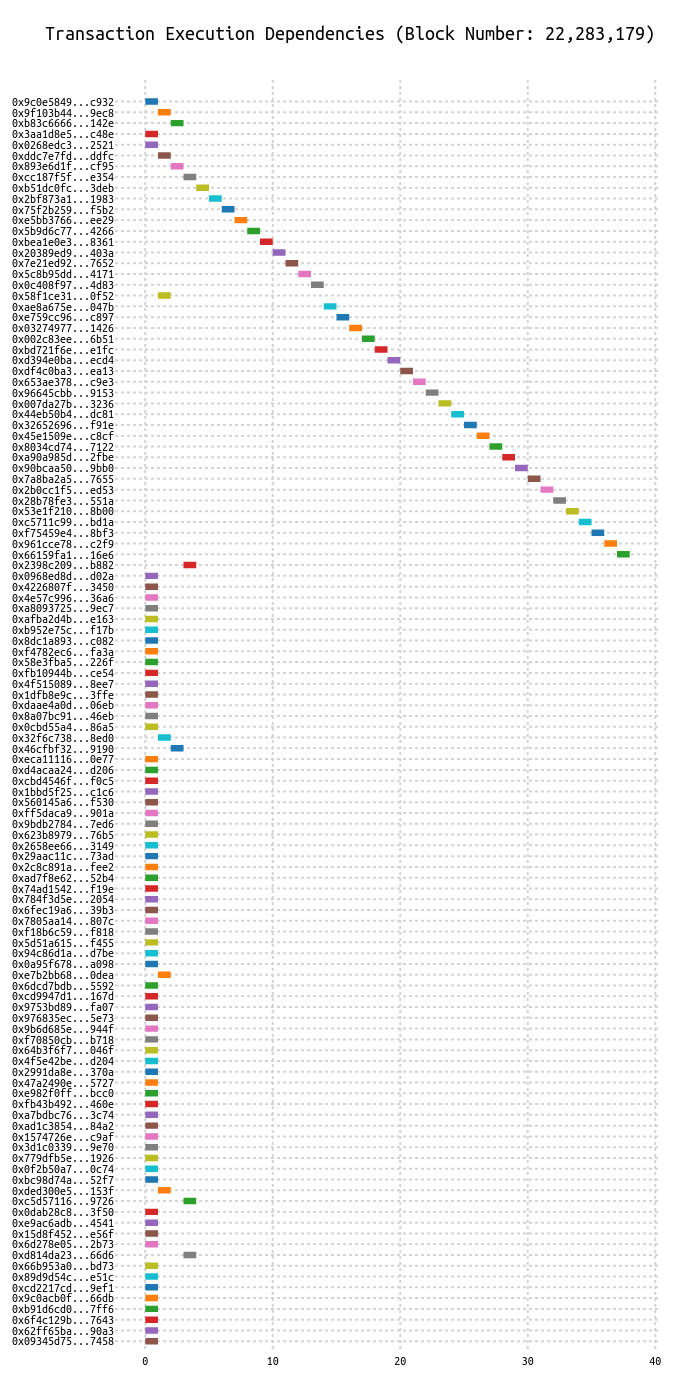 Transaction Execution Dependencies (Block Number: 22,283,179)
0x9c0e5849...c932
0x9f103b44...9ec8
0xb83c6666...142e
0x3aa1d8e5...c48e
0x0268edc3...2521
0xddc7e7fd...ddfc
0x893e6d1f...cf95
0xcc187f5f...e354
0xb51dc0fc...3deb
0x2bf873a1...1983
0x75f2b259...f5b2
0xe5bb3766...ee29
0x5b9d6c77...4266
0xbea1e0e3...8361
0x20389ed9...403a
0x7e21ed92...7652
0x5c8b95dd...4171
0x0c408f97...4d83
0x58f1ce31...0f52
0xae8a675e...047b
0xe759cc96...c897
0x03274977...1426
0x002c83ee...6b51
0xbd721f6e...e1fc
0xd394e0ba...ecd4
0xdf4c0ba3...ea13
0x653ae378...c9e3
0x96645cbb...9153
0x007da27b...3236
0x44eb50b4...dc81
0x32652696...f91e
0x45e1509e...c8cf
0x8034cd74...7122
0xa90a985d...2fbe
0x90bcaa50...9bb0
0x7a8ba2a5...7655
0x2b0cc1f5...ed53
0x28b78fe3...551a
0x53e1f210...8b00
0xc5711c99...bd1a
0xf75459e4...8bf3
0x961cce78...c2f9
0x66159fa1...16e6
0x2398c209...b882
0x0968ed8d...d02a
0x4226807f...3450
0x4e57c996...36a6
0xa8093725...9ec7
0xafba2d4b...e163
0xb952e75c...f17b
0x8dc1a893...c082
0xf4782ec6...fa3a
0x58e3fba5...226f
0xfb10944b...ce54
0x4f515089...8ee7
0x1dfb8e9c...3ffe
0xdaae4a0d...06eb
0x8a07bc91...46eb
0x0cbd55a4...86a5
0x32f6c738...8ed0
0x46cfbf32...9190
0xeca11116...0e77
0xd4acaa24...d206
0xcbd4546f...f0c5
0x1bbd5f25...c1c6
0x560145a6...f530
0xff5daca9...901a
0x9bdb2784...7ed6
0x623b8979...76b5
0x2658ee66...3149
0x29aac11c...73ad
0x2c8c891a...fee2
0xad7f8e62...52b4
0x74ad1542...f19e
0x784f3d5e...2054
0x6fec19a6...39b3
0x7805aa14...807c
0xf18b6c59...f818
0x5d51a615...f455
0x94c86d1a...d7be
0x0a95f678...a098
0xe7b2bb68...0dea
0x6dcd7bdb...5592
0xcd9947d1...167d
0x9753bd89...fa07
0x976835ec...5e73
0x9b6d685e...944f
0xf70850cb...b718
0x64b3f6f7...046f
0x4f5e42be...d204
0x2991da8e...370a
0x47a2490e...5727
0xe982f0ff...bcc0
0xfb43b492...460e
0xa7bdbc76...3c74
0xad1c3854...84a2
0x1574726e...c9af
0x3d1c0339...9e70
0x779dfb5e...1926
0x0f2b50a7...0c74
0xbc98d74a...52f7
0xded300e5...153f
0xc5d57116...9726
0x0dab28c8...3f50
0xe9ac6adb...4541
0x15d8f452...e56f
0x6d278e05...2b73
0xd814da23...66d6
0x66b953a0...bd73
0x89d9d54c...e51c
0xcd2217cd...9ef1
0x9c0acb0f...66db
0xb91d6cd0...7ff6
0x6f4c129b...7643
0x62ff65ba...90a3
0x09345d75...7458
0 10 20 30 40